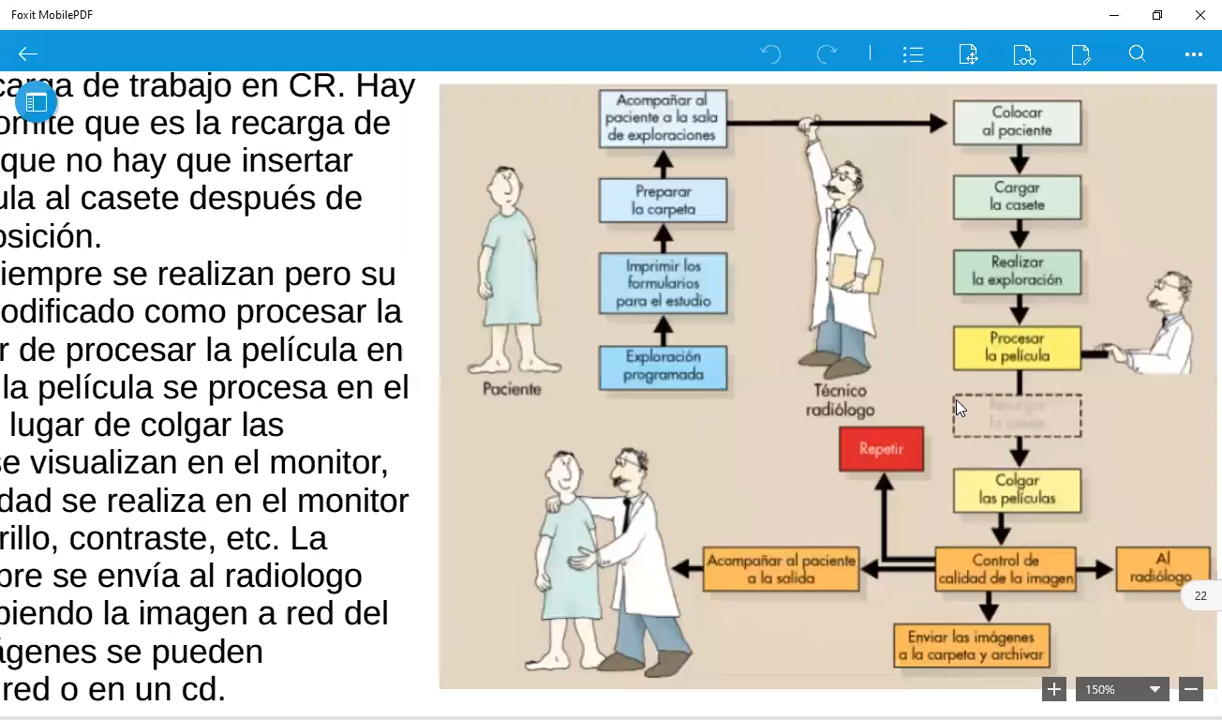 Foxit MobilePDF
carga de trabajo en CR. Hay
omite que es la recarga de
que no hay que insertar
ula al casete después de
osición.
iempre se realizan pero su
odificado como procesar la
r de procesar la película en
la película se procesa en el
lugar de colgar las
se visualizan en el monitor,
dad se realiza en el monitor
rillo, contraste, etc. La
bre se envía al radiologo
biendo la imagen a red del
ágenes se pueden
red o en un cd.
Acompañar al
paciente a la sala
de exploraciones
Preparar
la carpeta
Imprimir los
formularios
para el estudio
Exploración
programada
Paciente
Técnico
radiólogo
Colocar
al paciente
Cargar
la casete
Realizar
la exploración
Procesar
la película
Recargar
la casete
Repetir
Colgar
las películas
Acompañar al paciente
a la salida
Control de
calidad de la imagen
Al
radiólogo
Enviar las imágenes
a la carpeta y archivar
22
150%